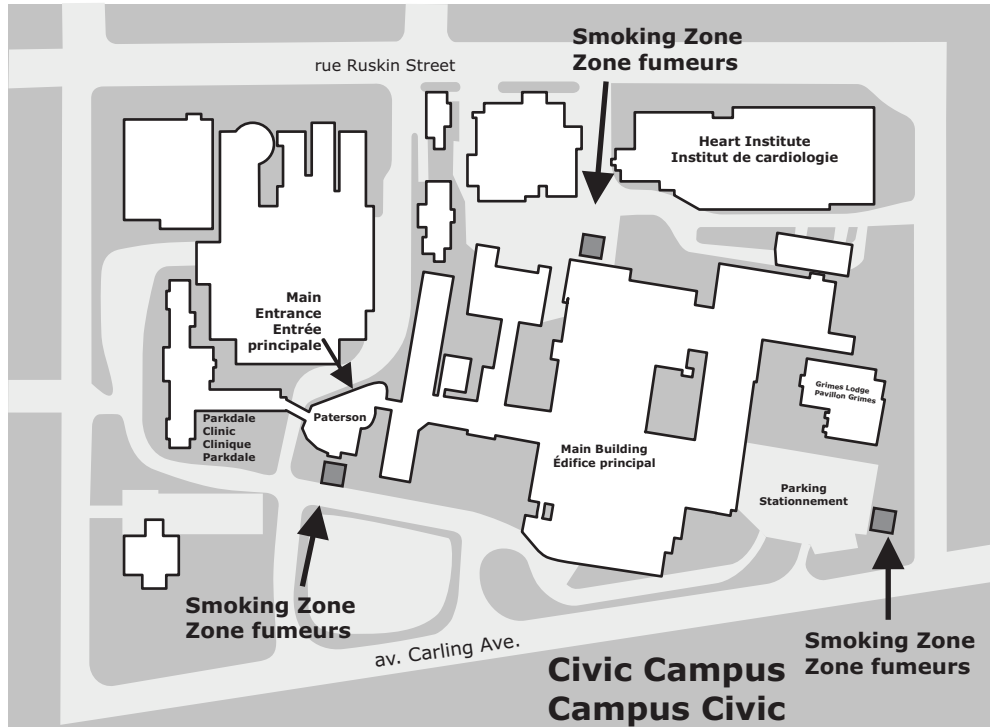 Smoking Zone
Zone fumeurs
rue Ruskin Street
Heart Institute
Institut de cardiologie
Main
Entrance
Entrée
principale
Grimes Lodge
Pavillon Grimes
Paterson
Parkdale
Clinic
Clinique
Parkdale
Main Building
Édifice principal
Parking
Stationnement
Smoking Zone
Zone fumeurs
Smoking Zone
Zone fumeurs
av. Carling Ave.
Civic Campus
Campus Civic